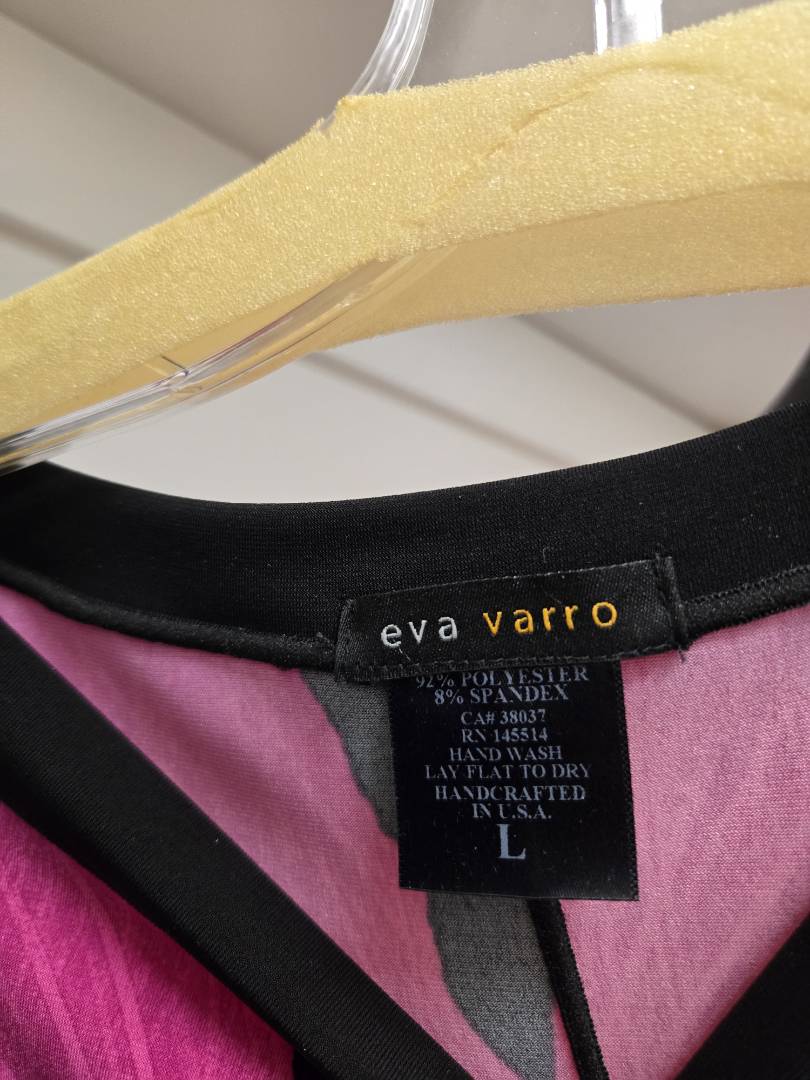 eva varro
92% POLYESTER
8% SPANDEX
CA# 38037
RN 145514
HAND WASH
LAY FLAT TO DRY
HANDCRAFTED
IN U.S.A.
L